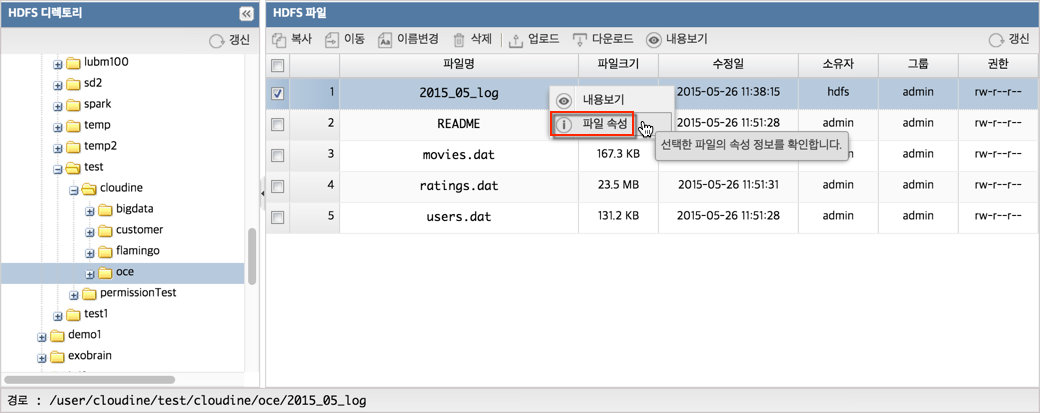 HDFS 디렉토리
갱신
lubm100
sd2
spark
temp
temp2
test
cloudine
bigdata
customer
flamingo
oce
permissionTest
test1
demo1
exobrain
HDFS 파일
복사 이동 이름변경 삭제 업로드 다운로드 내용보기 갱신
파일명 파일크기 수정일 소유자 그룹 권한
1 2015_05_log 2015-05-26 11:38:15 hdfs admin rw-r--r--
내용보기
2 README 2015-05-26 11:51:28 admin admin rw-r--r--
파일 속성
선택한 파일의 속성 정보를 확인합니다.
3 movies.dat 167.3 KB admin rw-r--r--
4 ratings.dat 23.5 MB 2015-05-26 11:51:31 admin admin rw-r--r--
5 users.dat 131.2 KB 2015-05-26 11:51:28 admin admin rw-r--r--
경로 : /user/cloudine/test/cloudine/oce/2015_05_log